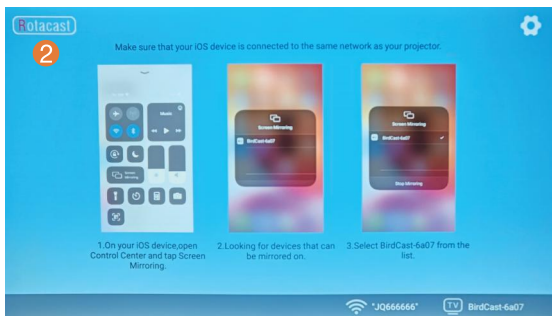 Rotacast
2
Make sure that your iOS device is connected to the same network as your projector.
Music
Screen
Mirroring
Screen Mirroring
BirdCast-6a07
Screen Mirroring
BirdCast-6a07
Stop Mirroring
1.On your iOS device,open
Control Center and tap Screen
Mirroring.
2.Looking for devices that can
be mirrored on.
3.Select BirdCast-6a07 from the
list.
"JQ666666"
TV
BirdCast-6a07